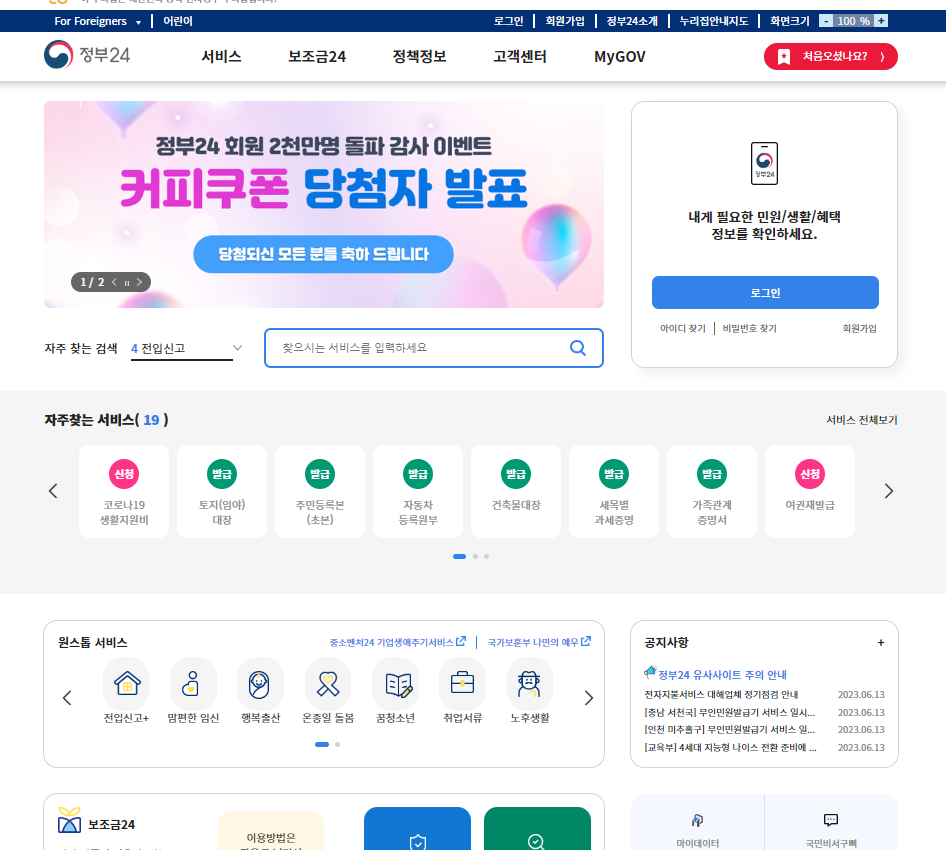 For Foreigners
어린이
로그인
회원가입
정부24소개
누리집안내지도
화면크기
- 100 % +
정부24
서비스
보조금24
정책정보
고객센터
MyGOV
처음오셨나요?
정부24 회원 2천만명 돌파 감사 이벤트
커피쿠폰 당첨자 발표
당첨되신 모든 분들 축하 드립니다
1 / 2
내게 필요한 민원/생활/혜택
정보를 확인하세요.
로그인
아이디 찾기
비밀번호 찾기
회원가입
자주 찾는 검색
4 전입신고
찾으시는 서비스를 입력하세요
자주찾는 서비스( 19 )
서비스 전체보기
신청
코로나19
생활지원비
발급
토지(임야)
대장
발급
주민등록본
(초본)
발급
자동차
등록원부
발급
건축물대장
발급
세목별
과세증명
발급
가족관계
증명서
신청
여권재발급
원스톱 서비스
중소벤처24 기업생애주기서비스
국가보훈부 나만의 예우
전입신고+
맘편한 임신
행복출산
온종일 돌봄
꿈청소년
취업서류
노후생활
공지사항
+
정부24 유사사이트 주의 안내
전자지불서비스 대해업체 정기점검 안내 2023.06.13
[충남 서천국] 무인민원발급기 서비스 일시... 2023.06.13
[인천 미추홀구] 무인민원발급기 서비스 일... 2023.06.13
[교육부] 4세대 지능형 나이스 전환 준비에 ... 2023.06.13
보조금24
이용방법은
마이데이터
국민비서구삐